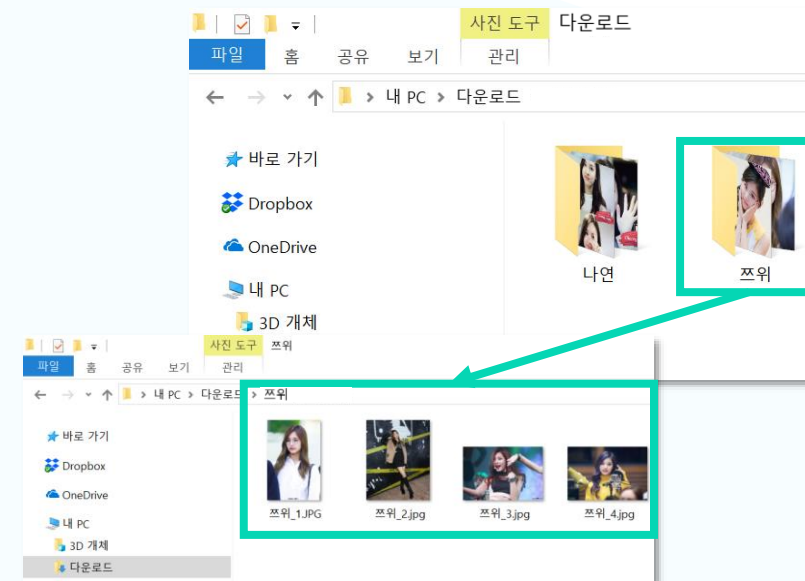 사진 도구 다운로드
파일 홈 공유 보기 관리
내 PC > 다운로드
바로 가기
Dropbox
OneDrive
내 PC
3D 개체
나연
쯔위
사진 도구 쯔위
파일 홈 공유 보기 관리
내 PC > 다운로드 > 쯔위
바로 가기
Dropbox
OneDrive
내 PC
3D 개체
다운로드
쯔위_1.JPG
쯔위_2.jpg
쯔위_3.jpg
쯔위_4.jpg